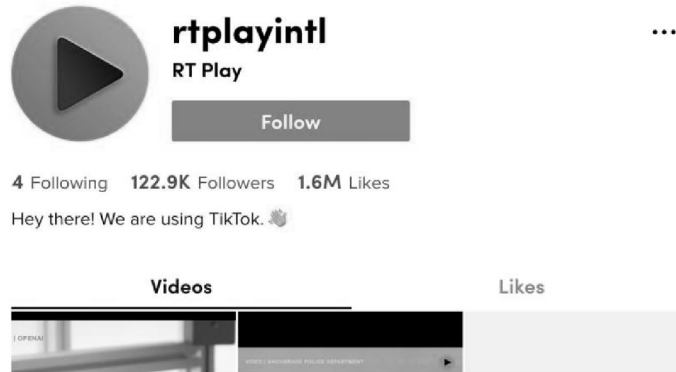 rtplayintl
...
RT Play
Follow
4 Following 122.9K Followers 1.6M Likes
Hey there! We are using TikTok. 👋
Videos Likes
| OPENAI
VIDEO | ANCHORAGE POLICE DEPARTMENT